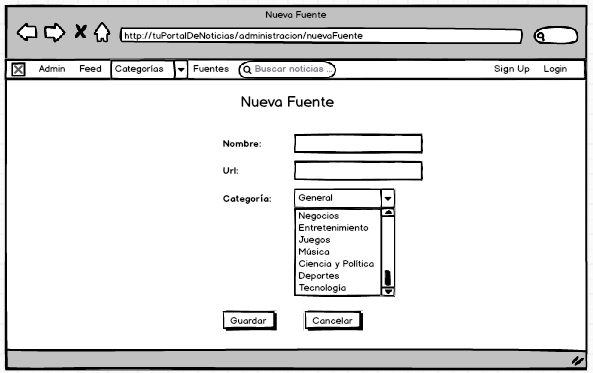 Nueva Fuente
http://tuPortalDeNoticias/administracion/nuevaFuente
Admin Feed Categorías Fuentes Buscar noticias ... Sign Up Login
Nueva Fuente
Nombre:
Url:
Categoría: General
Negocios
Entretenimiento
Juegos
Música
Ciencia y Política
Deportes
Tecnología
Guardar Cancelar